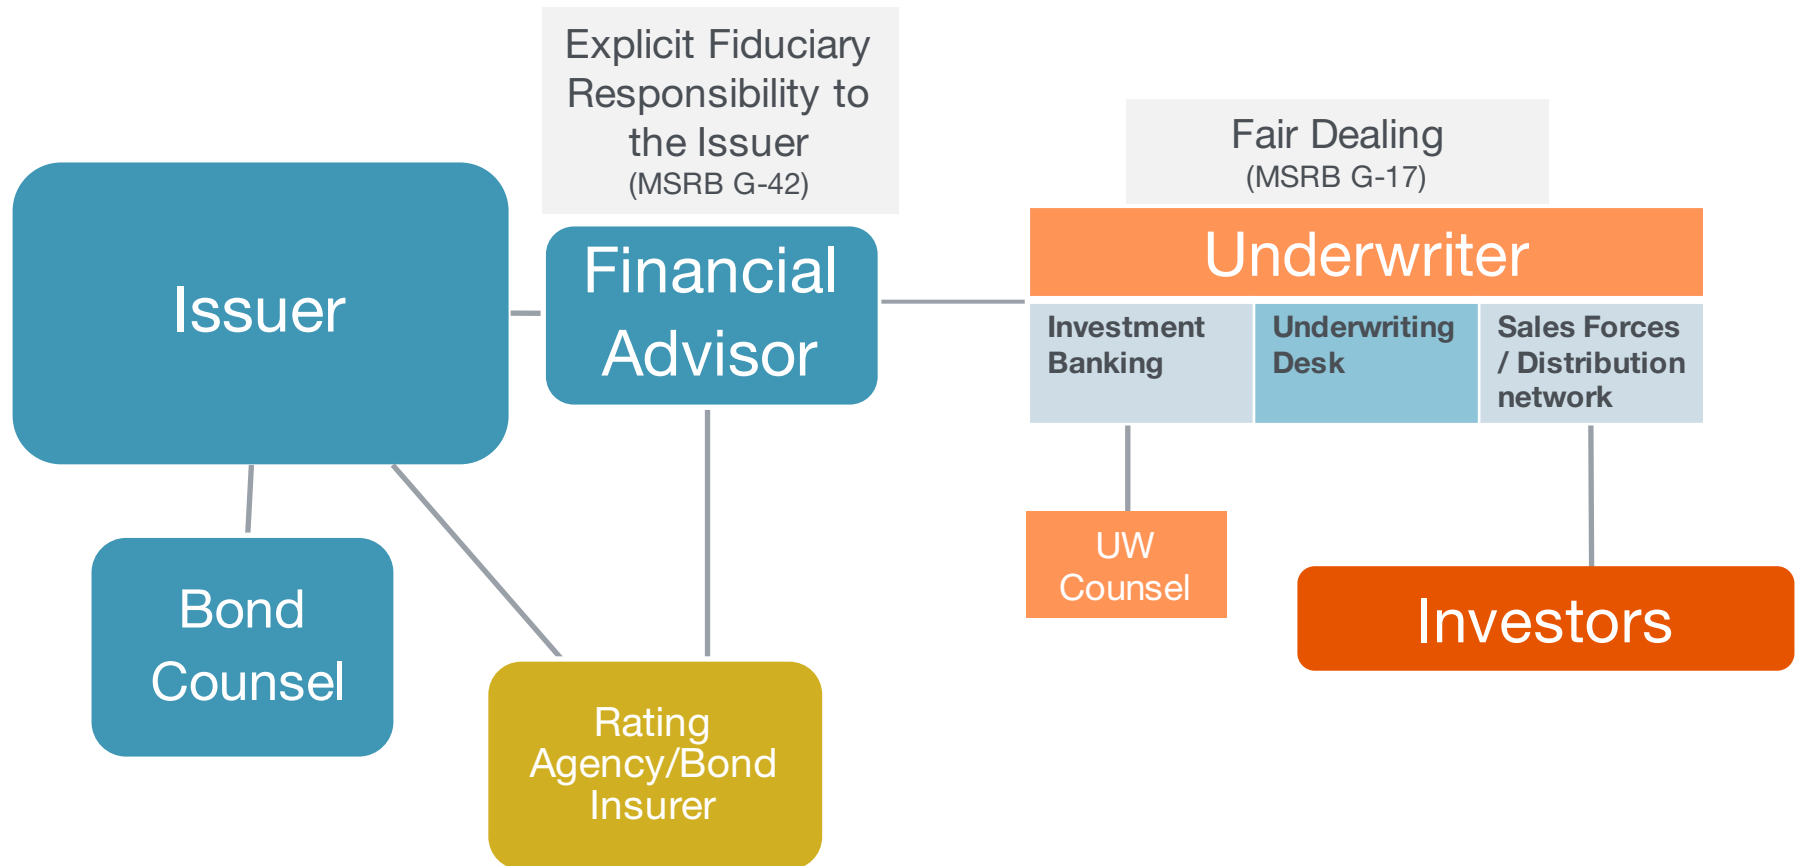 Explicit Fiduciary
Responsibility to
the Issuer
(MSRB G-42)
Fair Dealing
(MSRB G-17)
Issuer
Financial
Advisor
Underwriter
Investment
Banking
Underwriting
Desk
Sales Forces
/ Distribution
network
Bond
Counsel
UW
Counsel
Investors
Rating
Agency/Bond
Insurer